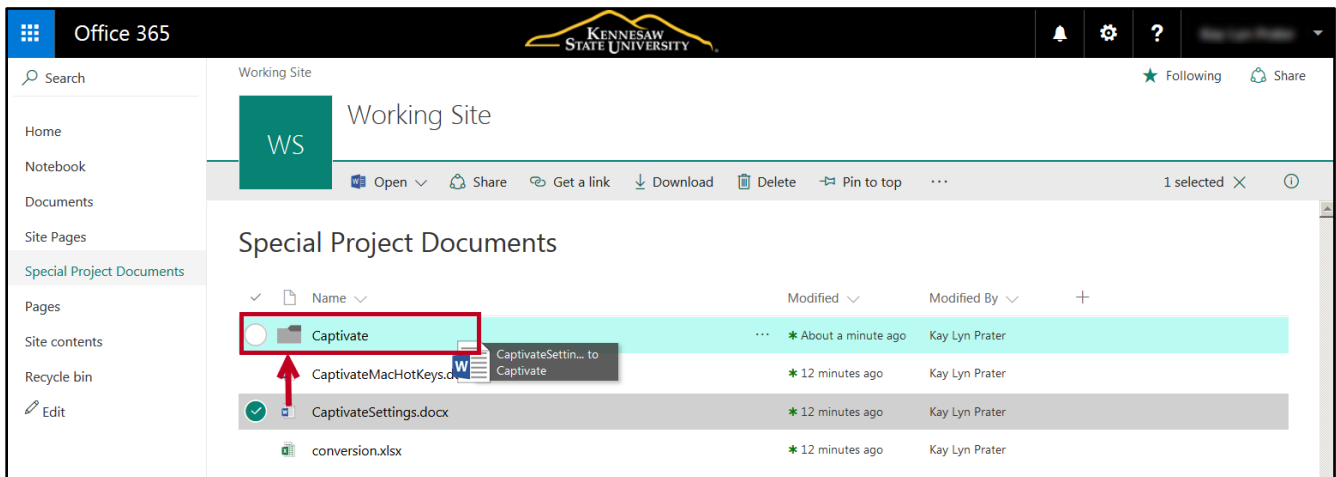 Office 365
KENNESAW
STATE UNIVERSITY
?
Search
Home
Notebook
Documents
Site Pages
Special Project Documents
Pages
Site contents
Recycle bin
Edit
Working Site
Following Share
WS
Working Site
Open Share Get a link Download Delete Pin to top ... 1 selected
Special Project Documents
Name Modified Modified By
Captivate ... About a minute ago Kay Lyn Prater
CaptivateSettin... to
Captivate
CaptivateMacHotKeys.d 12 minutes ago Kay Lyn Prater
CaptivateSettings.docx 12 minutes ago Kay Lyn Prater
conversion.xlsx 12 minutes ago Kay Lyn Prater